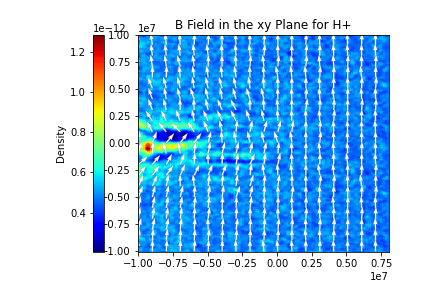 B Field in the xy Plane for H+
1e−12
1e7
1.2
1.0
0.8
0.6
0.4
Density
1.00
0.75
0.50
0.25
0.00
−0.25
−0.50
−0.75
−1.00
−1.00 −0.75 −0.50 −0.25 0.00 0.25 0.50 0.75
1e7